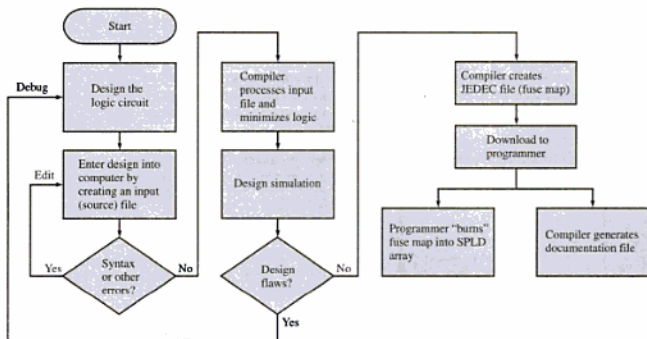 Start
Debug
Design the
logic circuit
Edit
Enter design into
computer by
creating an input
(source) file
Yes
Syntax
or other
errors?
No
Compiler
processes input
file and
minimizes logic
Design simulation
Design
flaws?
No
Yes
Compiler creates
JEDEC file (fuse map)
Download to
programmer
Programmer “burns”
fuse map into SPLD
array
Compiler generates
documentation file